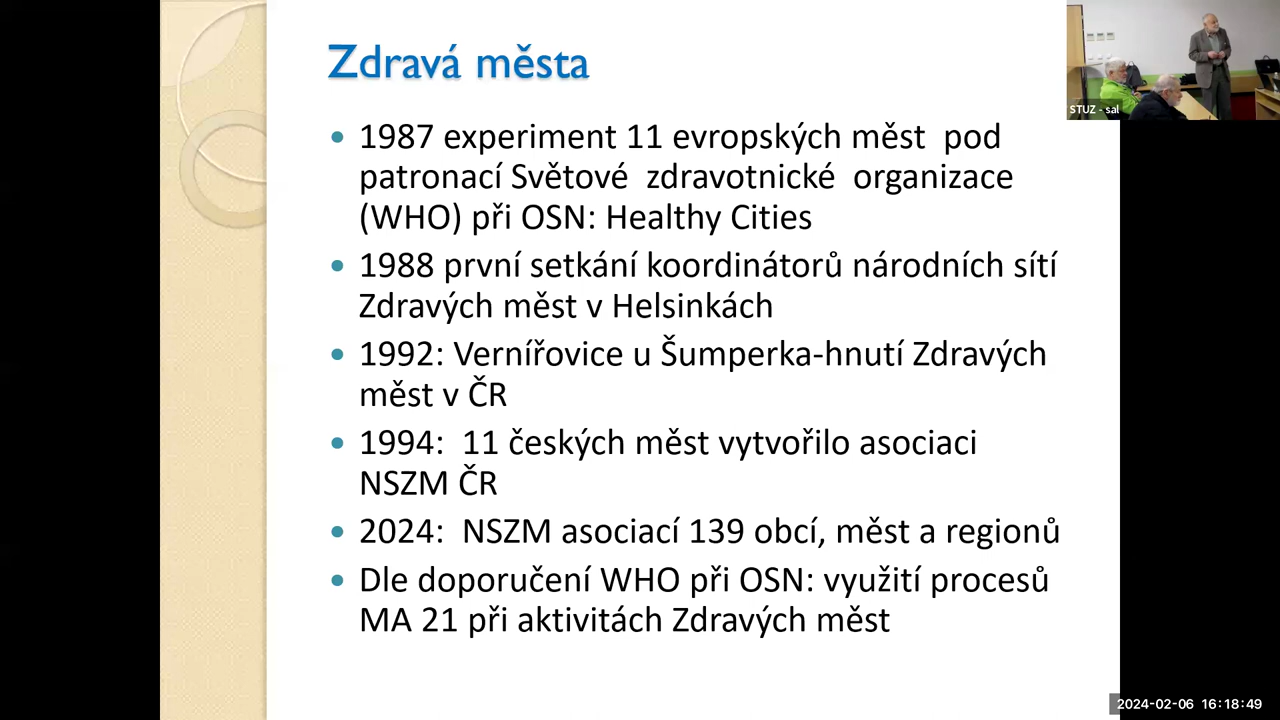 Zdravá města
1987 experiment 11 evropských měst pod
patronací Světové zdravotnické organizace
(WHO) při OSN: Healthy Cities
1988 první setkání koordinátorů národních sítí
Zdravých měst v Helsinkách
1992: Vernířovice u Šumperka-hnutí Zdravých
měst v ČR
1994: 11 českých měst vytvořilo asociaci
NSZM ČR
2024: NSZM asociací 139 obcí, měst a regionů
Dle doporučení WHO při OSN: využití procesů
MA 21 při aktivitách Zdravých měst
STUZ - sal
2024-02-06 16:18:49